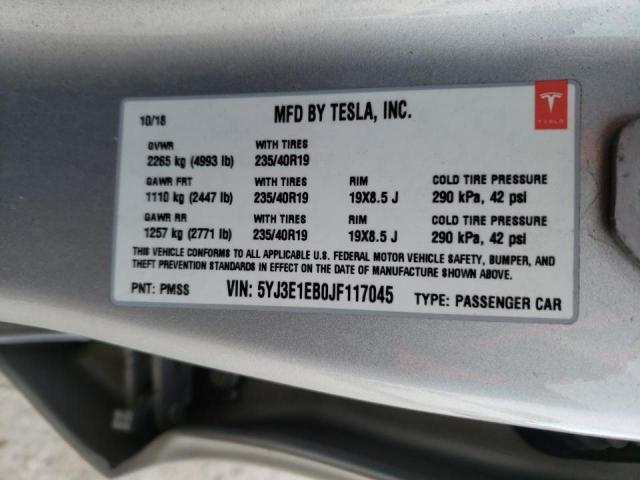 10/18 MFD BY TESLA, INC.
TESLA
GVWR WITH TIRES
2265 kg (4993 lb) 235/40R19
GAWR FRT WITH TIRES RIM COLD TIRE PRESSURE
1110 kg (2447 lb) 235/40R19 19X8.5 J 290 kPa, 42 psi
GAWR RR WITH TIRES RIM COLD TIRE PRESSURE
1257 kg (2771 lb) 235/40R19 19X8.5 J 290 kPa, 42 psi
THIS VEHICLE CONFORMS TO ALL APPLICABLE U.S. FEDERAL MOTOR VEHICLE SAFETY, BUMPER, AND
THEFT PREVENTION STANDARDS IN EFFECT ON THE DATE OF MANUFACTURE SHOWN ABOVE.
PNT: PMSS VIN: 5YJ3E1EB0JF117045 TYPE: PASSENGER CAR